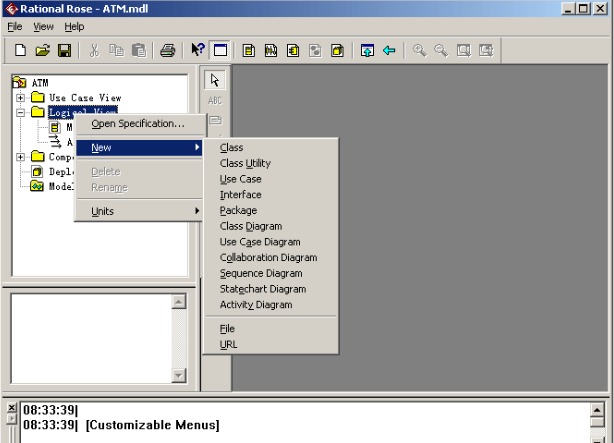 Rational Rose - ATM.mdl
File View Help
ABC
ATM
Use Case View
Logical View
M
A
Comp
Depl
Model
Open Specification...
New
Delete
Rename
Units
Class
Class Utility
Use Case
Interface
Package
Class Diagram
Use Case Diagram
Collaboration Diagram
Sequence Diagram
Statechart Diagram
Activity Diagram
File
URL
08:33:39|
08:33:39| [Customizable Menus]